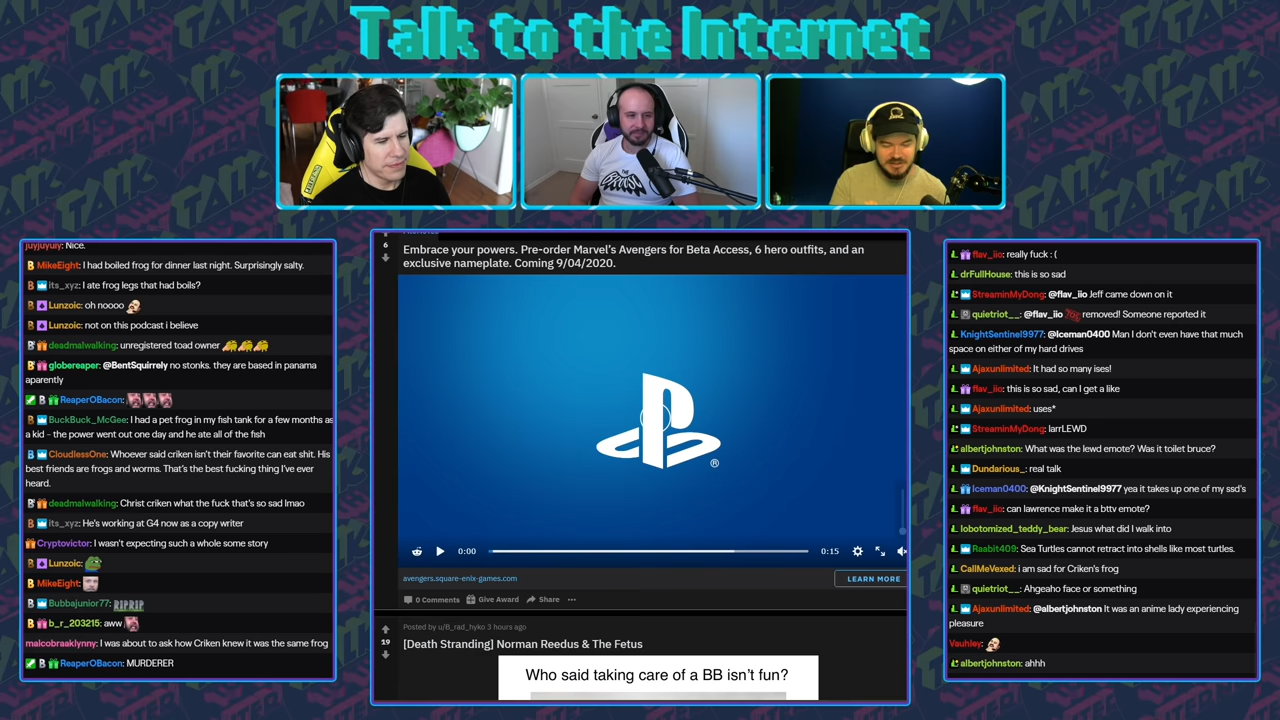 Talk to the Internet
juyjuyuiy: Nice.
MikeEight: I had boiled frog for dinner last night. Surprisingly salty.
its_xyz: I ate frog legs that had boils?
Lunzoic: oh noooo
Lunzoic: not on this podcast i believe
deadmalwalking: unregistered toad owner
globereaper: @BentSquirrely no stonks. they are based in panama
apparently
ReaperOBacon:
BuckBuck_McGee: I had a pet frog in my fish tank for a few months as
a kid - the power went out one day and he ate all of the fish
CloudlessOne: Whoever said criken isn't their favorite can eat shit. His
best friends are frogs and worms. That's the best fucking thing I've ever
heard.
deadmalwalking: Christ criken what the fuck that's so sad lmao
its_xyz: He's working at G4 now as a copy writer
Cryptovictor: I wasn't expecting such a whole some story
Lunzoic:
MikeEight:
Bubbajunior77: RIPRIP
b_r_203215: aww
malcobraaklynny: I was about to ask how Criken knew it was the same frog
ReaperOBacon: MURDERER
6
Embrace your powers. Pre-order Marvel's Avengers for Beta Access, 6 hero outfits, and an
exclusive nameplate. Coming 9/04/2020.
®
0:00
0:15
avengers.square-enix-games.com
LEARN MORE
0 Comments Give Award Share
Posted by u/B_rad_hyko 3 hours ago
19
[Death Stranding] Norman Reedus & The Fetus
Who said taking care of a BB isn't fun?
flav_iio: really fuck : (
drFullHouse: this is so sad
StreaminMyDong: @flav_iio Jeff came down on it
quietriot__: @flav_iio removed! Someone reported it
KnightSentinel9977: @Iceman0400 Man I don't even have that much
space on either of my hard drives
Ajaxunlimited: It had so many ises!
flav_iio: this is so sad, can I get a like
Ajaxunlimited: uses*
StreaminMyDong: larrLEWD
albertjohnston: What was the lewd emote? Was it toilet bruce?
Dundarious_: real talk
Iceman0400: @KnightSentinel9977 yea it takes up one of my ssd's
flav_iio: can lawrence make it a bttv emote?
lobotomized_teddy_bear: Jesus what did I walk into
Raabit409: Sea Turtles cannot retract into shells like most turtles.
CallMeVexed: i am sad for Criken's frog
quietriot__: Ahgeaho face or something
Ajaxunlimited: @albertjohnston It was an anime lady experiencing
pleasure
Vauhley:
albertjohnston: ahhh